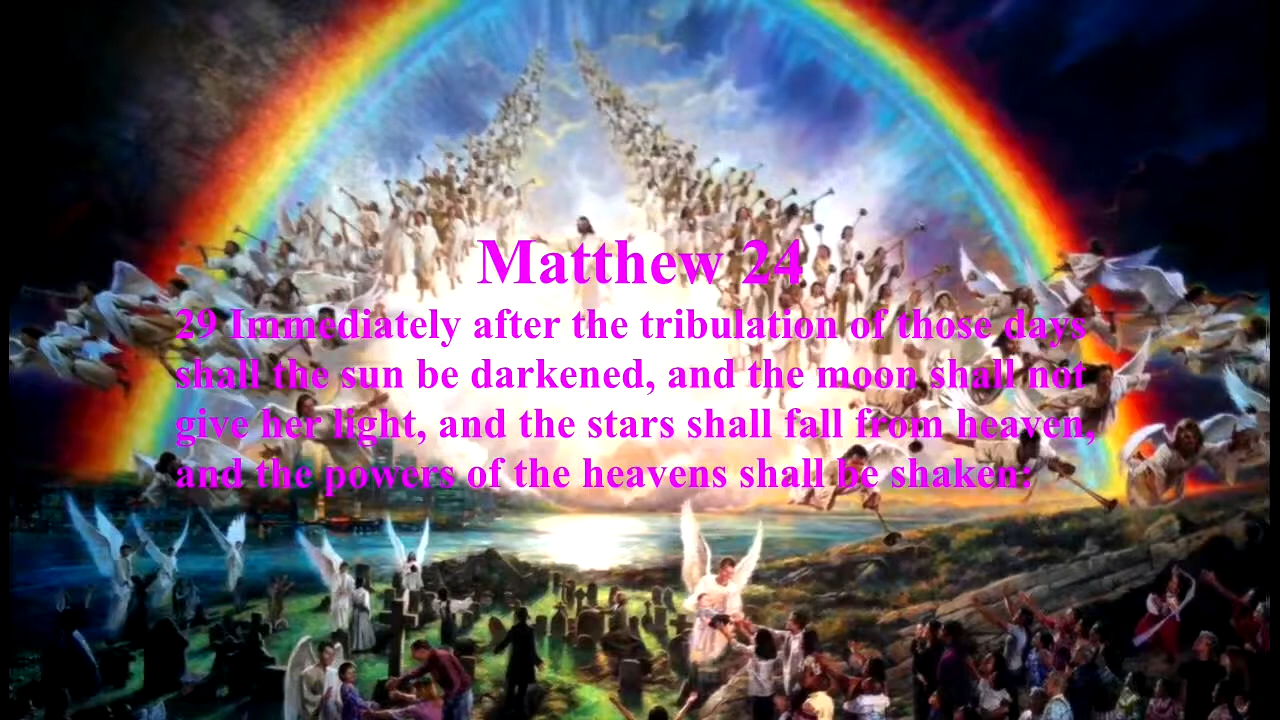 Matthew 24
29 Immediately after the tribulation of those days
shall the sun be darkened, and the moon shall not
give her light, and the stars shall fall from heaven,
and the powers of the heavens shall be shaken: